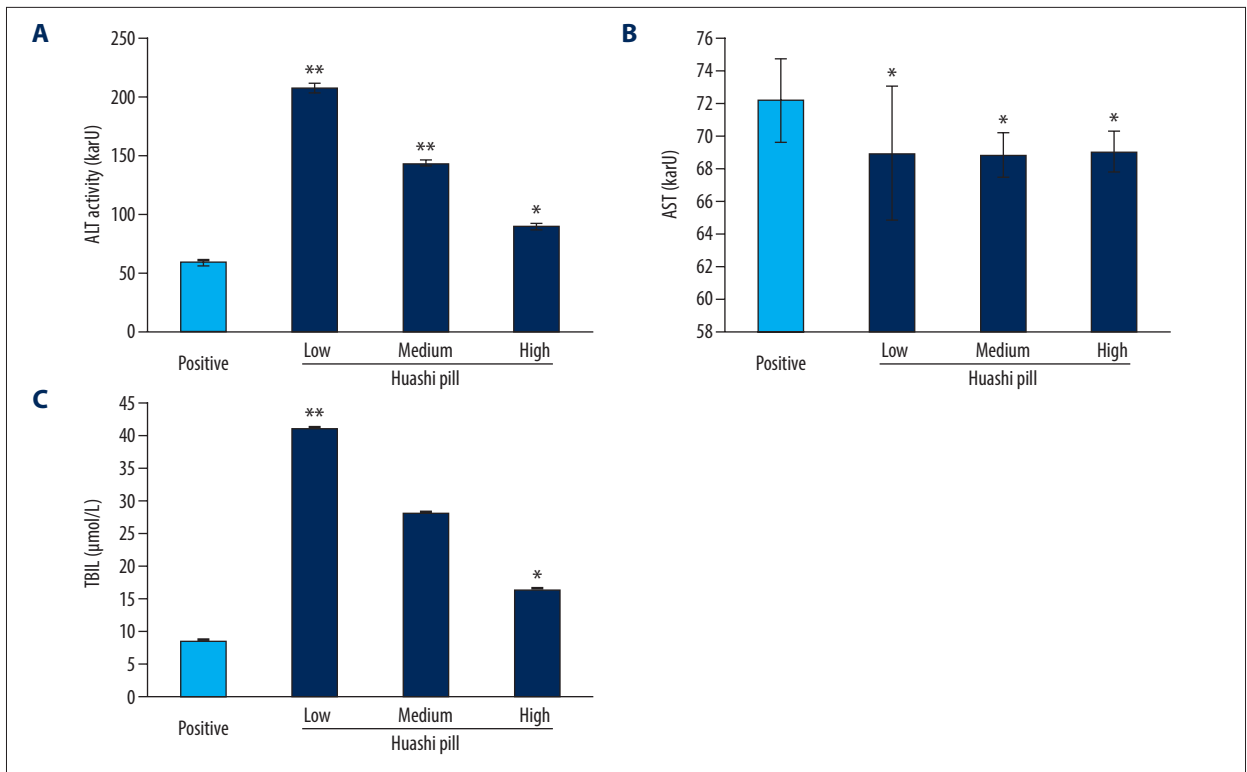 A
ALT activity (karU)
250
200
150
100
50
0
**
**
*
Positive
Low
Medium
High
Huashi pill
B
AST (karU)
76
74
72
70
68
66
64
62
60
58
*
*
*
Positive
Low
Medium
High
Huashi pill
C
TBIL (μmol/L)
45
40
35
30
25
20
15
10
5
0
**
*
Positive
Low
Medium
High
Huashi pill